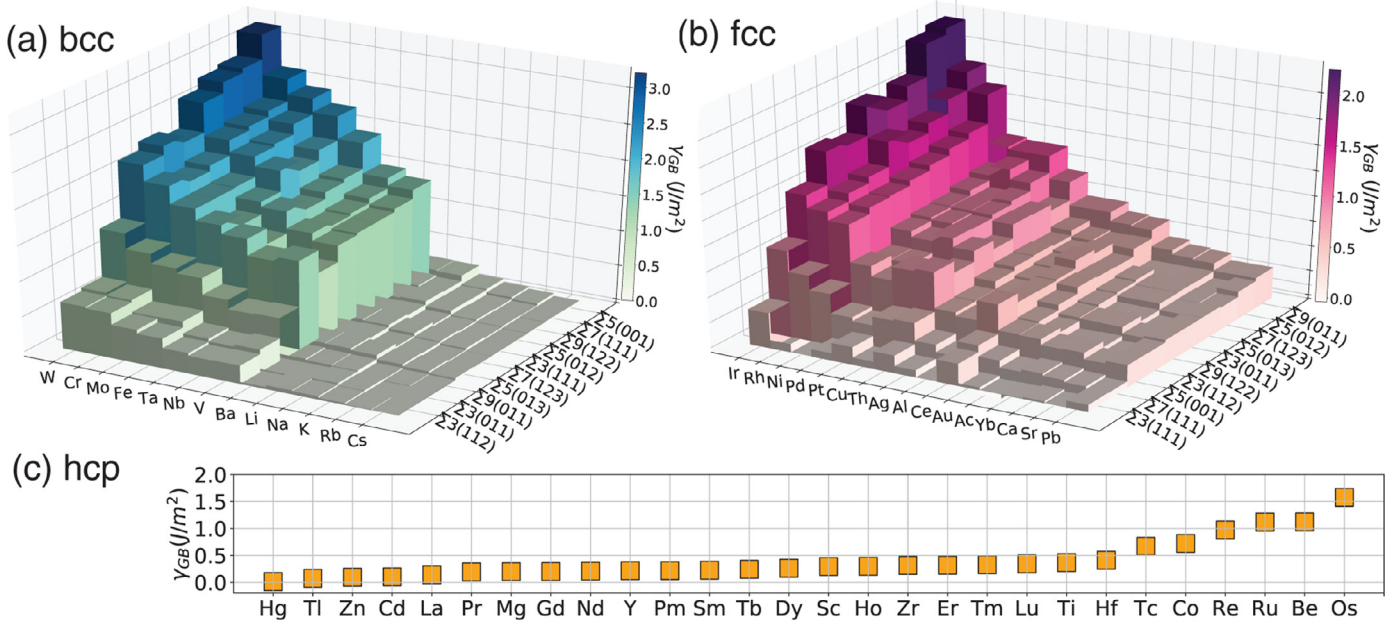 (a) bcc
3.0
2.5
2.0
1.5
1.0
0.5
0.0
γGB (J/m²)
W Cr Mo Fe Ta Nb V Ba Li Na K Rb Cs
Σ5(001)
Σ7(111)
Σ9(122)
Σ5(012)
Σ3(111)
Σ7(123)
Σ5(013)
Σ9(011)
Σ3(011)
Σ3(112)
(b) fcc
2.0
1.5
1.0
0.5
0.0
γGB (J/m²)
Ir Rh Ni Pd Pt Cu Th Ag Al Ce Au Ac Yb Ca Sr Pb
Σ9(011)
Σ5(012)
Σ7(123)
Σ5(013)
Σ3(011)
Σ9(122)
Σ3(112)
Σ5(001)
Σ7(111)
Σ3(111)
(c) hcp
γGB(J/m²)
2.0
1.5
1.0
0.5
0.0
Hg Tl Zn Cd La Pr Mg Gd Nd Y Pm Sm Tb Dy Sc Ho Zr Er Tm Lu Ti Hf Tc Co Re Ru Be Os